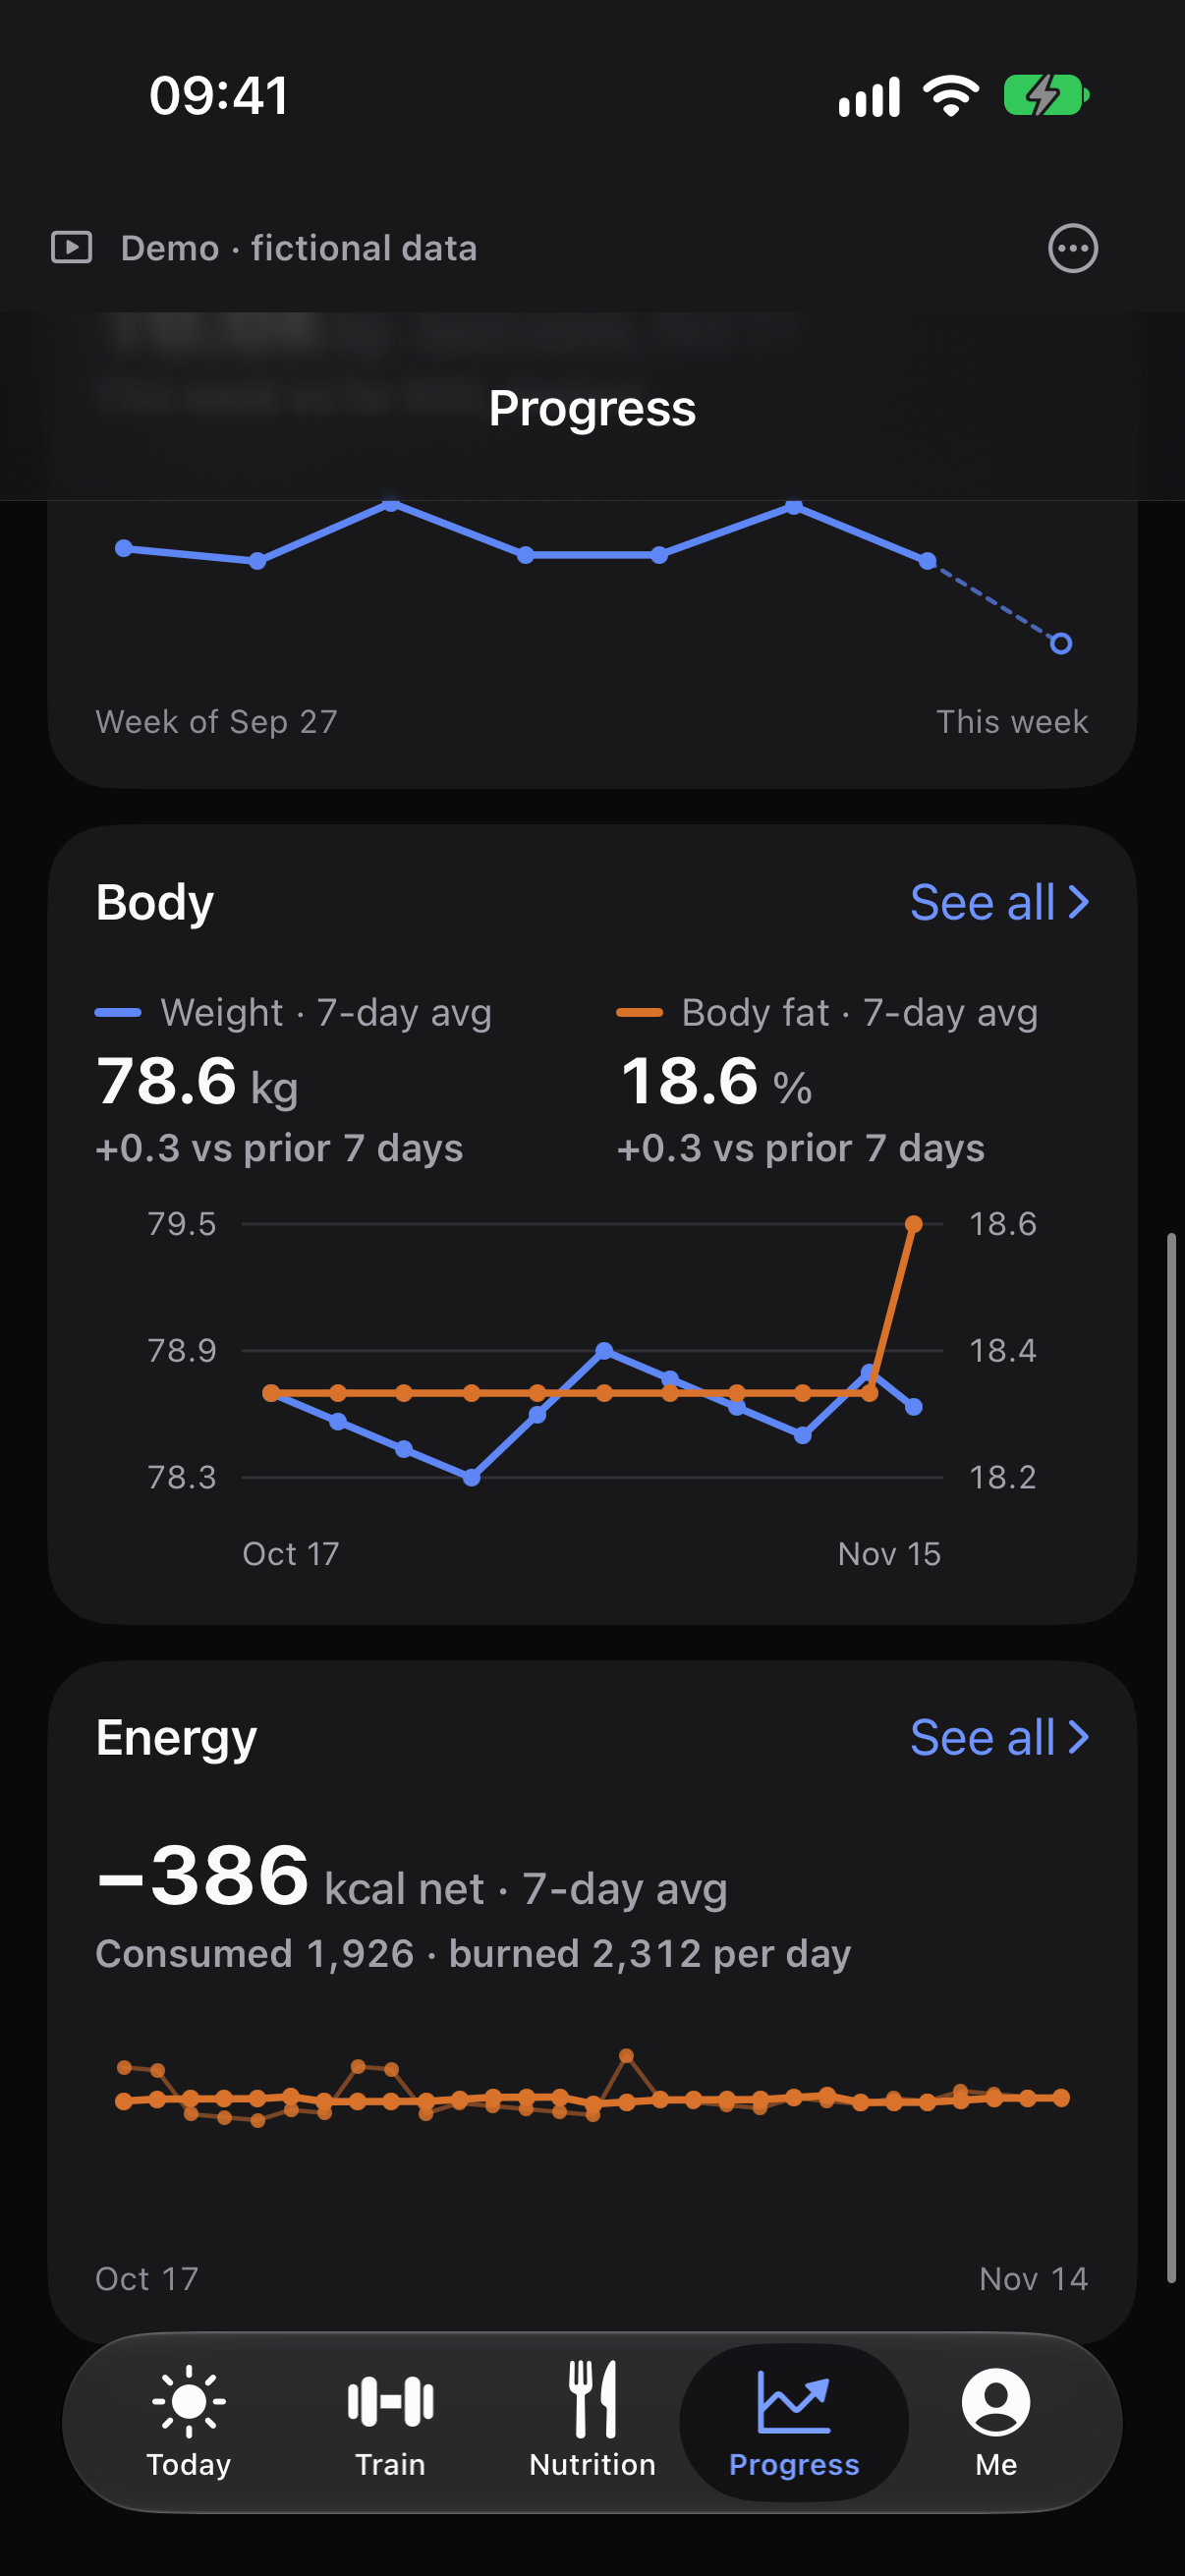 09:41
Demo · fictional data
Progress
Week of Sep 27
This week
Body
See all
Weight · 7-day avg
Body fat · 7-day avg
78.6 kg
18.6 %
+0.3 vs prior 7 days
+0.3 vs prior 7 days
79.5
18.6
78.9
18.4
78.3
18.2
Oct 17
Nov 15
Energy
See all
−386 kcal net · 7-day avg
Consumed 1,926 · burned 2,312 per day
Oct 17
Nov 14
Today
Train
Nutrition
Progress
Me